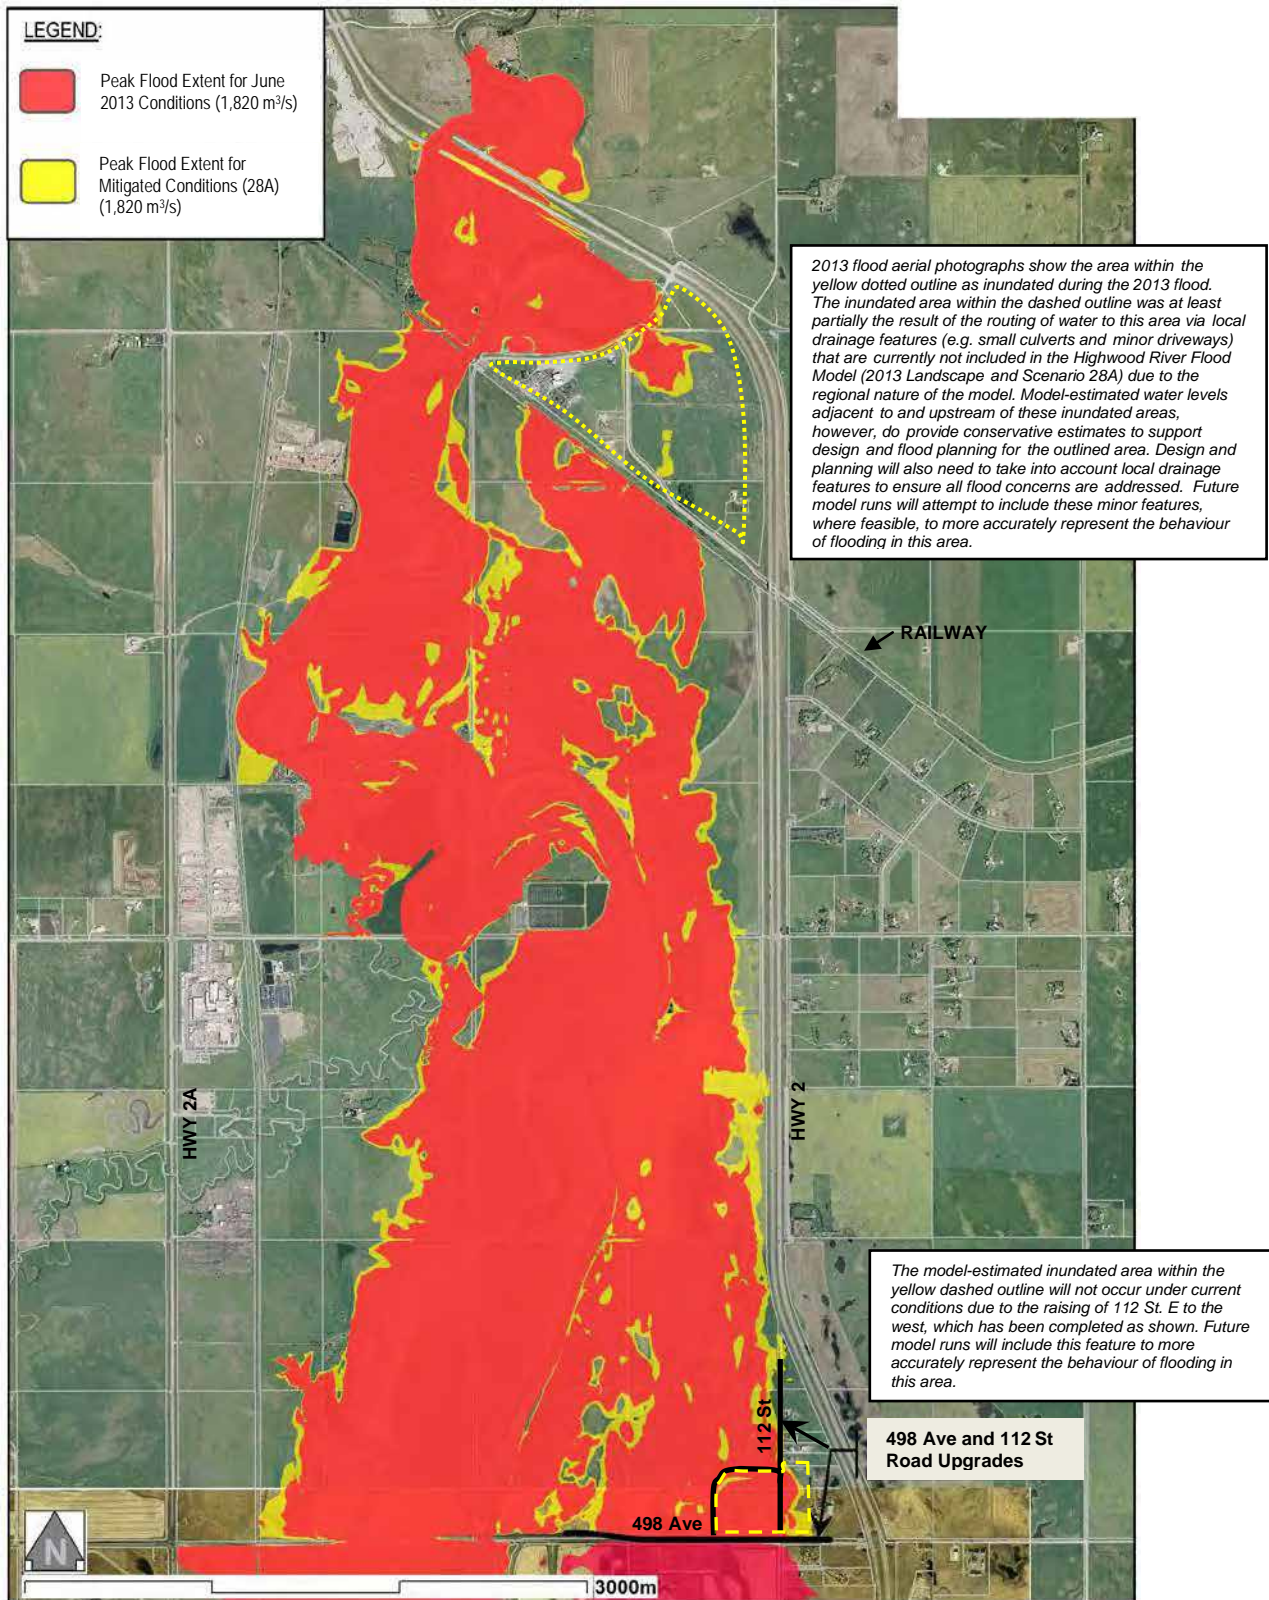 LEGEND:
Peak Flood Extent for June
2013 Conditions (1,820 m³/s)
Peak Flood Extent for
Mitigated Conditions (28A)
(1,820 m³/s)
2013 flood aerial photographs show the area within the
yellow dotted outline as inundated during the 2013 flood.
The inundated area within the dashed outline was at least
partially the result of the routing of water to this area via local
drainage features (e.g. small culverts and minor driveways)
that are currently not included in the Highwood River Flood
Model (2013 Landscape and Scenario 28A) due to the
regional nature of the model. Model-estimated water levels
adjacent to and upstream of these inundated areas,
however, do provide conservative estimates to support
design and flood planning for the outlined area. Design and
planning will also need to take into account local drainage
features to ensure all flood concerns are addressed. Future
model runs will attempt to include these minor features,
where feasible, to more accurately represent the behaviour
of flooding in this area.
RAILWAY
HWY 2A
HWY 2
The model-estimated inundated area within the
yellow dashed outline will not occur under current
conditions due to the raising of 112 St. E to the
west, which has been completed as shown. Future
model runs will include this feature to more
accurately represent the behaviour of flooding in
this area.
112 St
498 Ave and 112 St
Road Upgrades
498 Ave
N
3000m